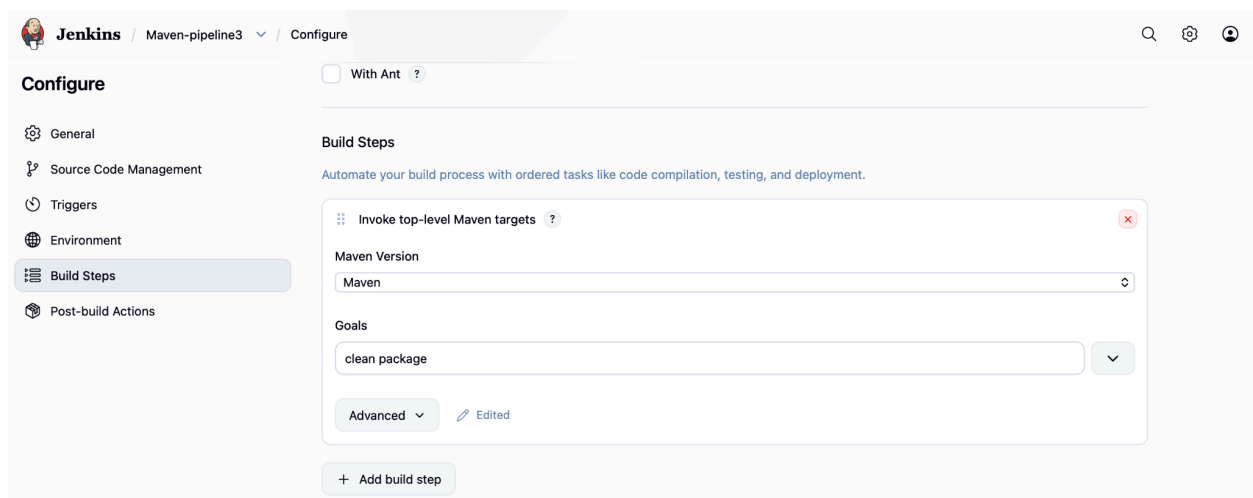 Jenkins / Maven-pipeline3 / Configure
Configure
General
Source Code Management
Triggers
Environment
Build Steps
Post-build Actions
With Ant ?
Build Steps
Automate your build process with ordered tasks like code compilation, testing, and deployment.
Invoke top-level Maven targets ?
Maven Version
Maven
Goals
clean package
Advanced
Edited
+ Add build step